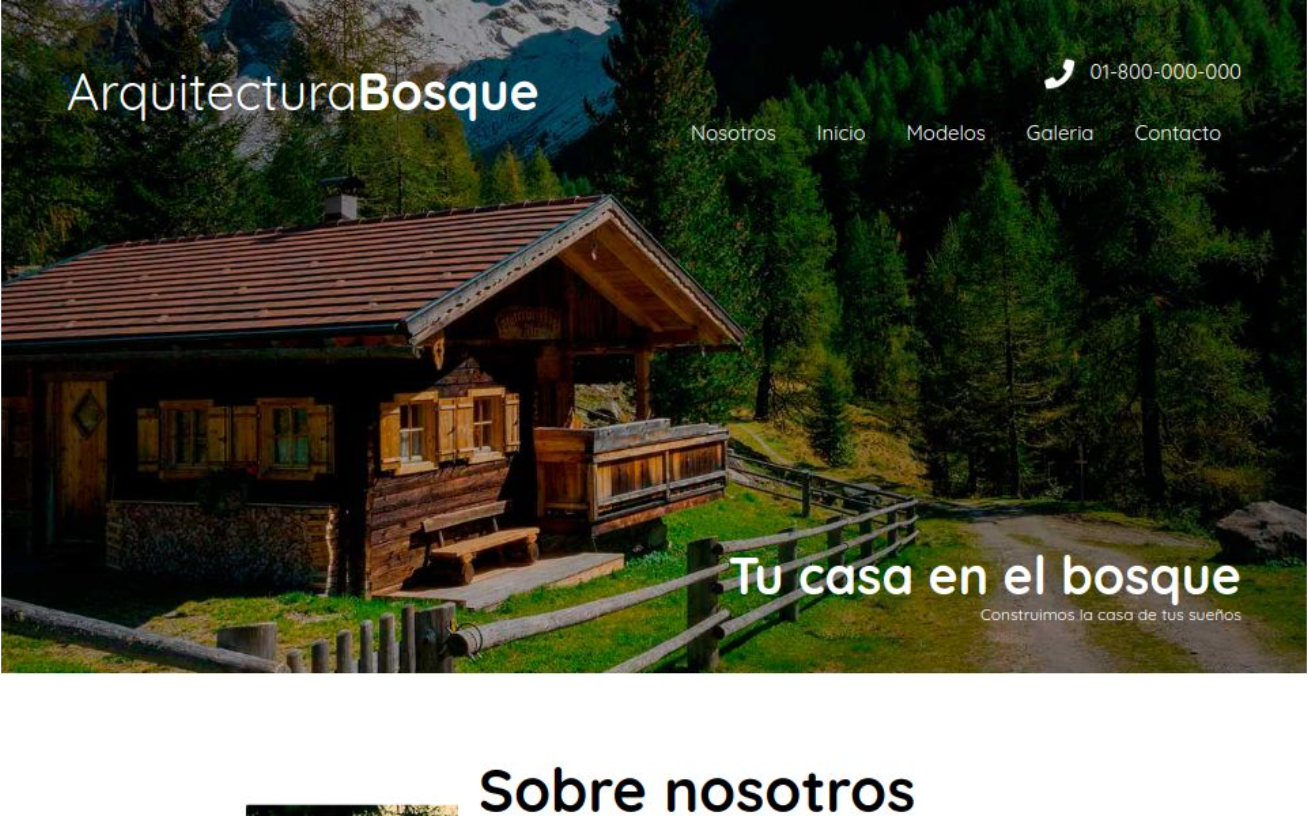 ArquitecturaBosque
01-800-000-000
Nosotros Inicio Modelos Galeria Contacto
Tu casa en el bosque
Construimos la casa de tus sueños
Sobre nosotros